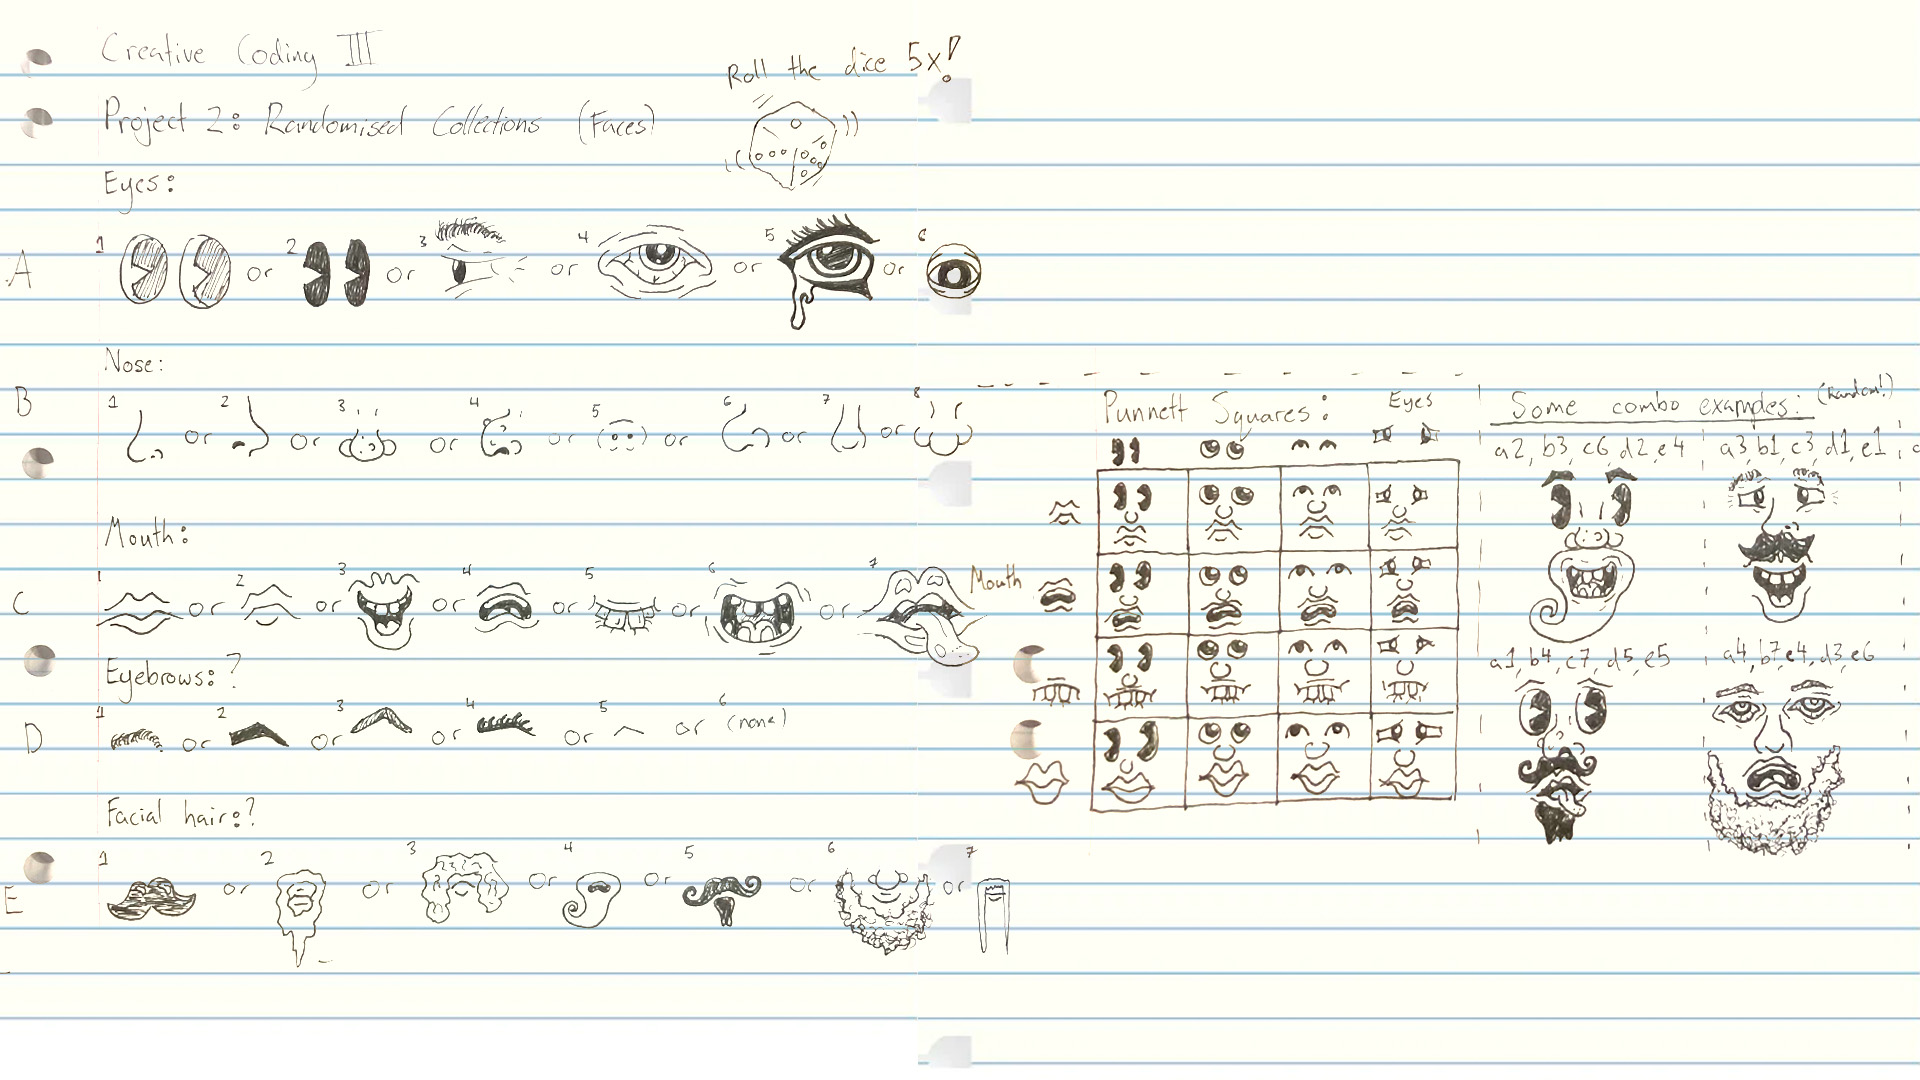 Creative Coding III
Roll the dice 5x!
Project 2: Randomised Collections (Faces)
Eyes:
A 1 or 2 or 3 or 4 or 5 or 6
Nose:
B 1 or 2 or 3 or 4 or 5 or 6 or 7 or 8
Mouth:
C 1 or 2 or 3 or 4 or 5 or 6 or 7
Eyebrows: ?
D 1 or 2 or 3 or 4 or 5 or 6 (none)
Facial hair: ?
E 1 or 2 or 3 or 4 or 5 or 6 or 7
Punnett Squares: Eyes
Mouth
Some combo examples: (Random!)
a2, b3, c6, d2, e4
a3, b1, c3, d1, e1
a1, b4, c7, d5, e5
a4, b7, e4, d3, e6